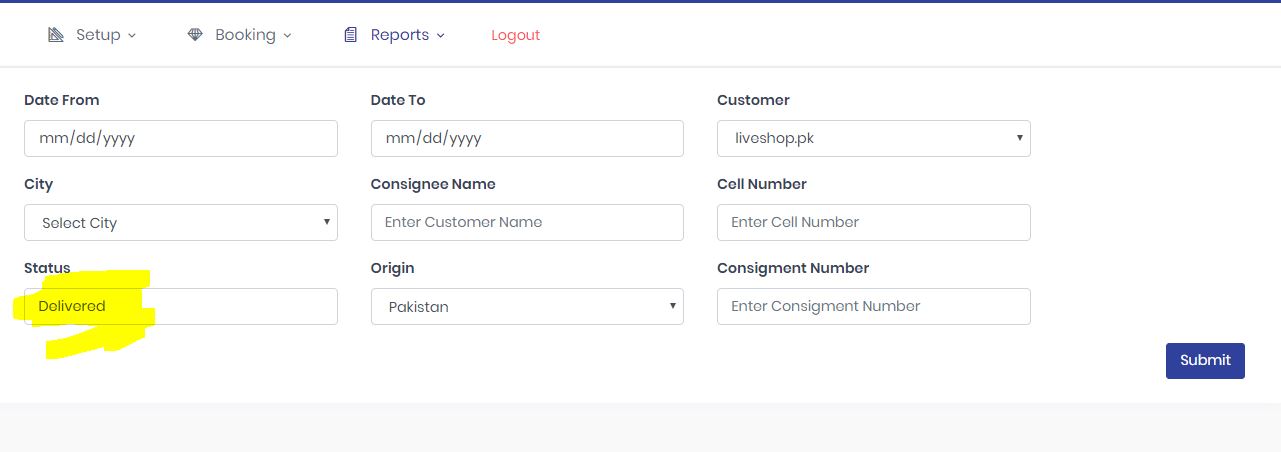 Setup Booking Reports Logout
Date From Date To Customer
mm/dd/yyyy mm/dd/yyyy liveshop.pk
City Consignee Name Cell Number
Select City Enter Customer Name Enter Cell Number
Status Origin Consigment Number
Delivered Pakistan Enter Consigment Number
Submit